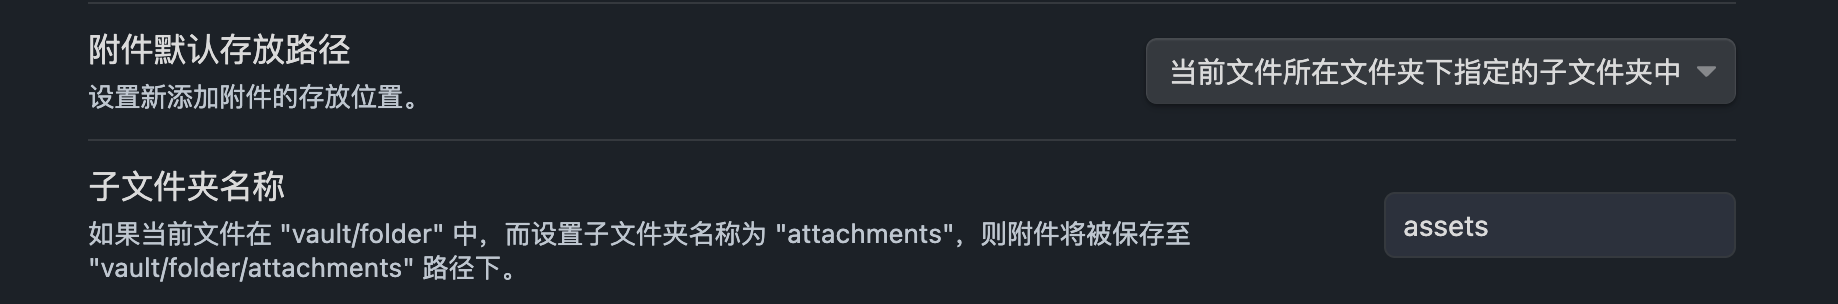 附件默认存放路径
设置新添加附件的存放位置。
当前文件所在文件夹下指定的子文件夹中
子文件夹名称
如果当前文件在 "vault/folder" 中，而设置子文件夹名称为 "attachments"，则附件将被保存至
"vault/folder/attachments" 路径下。
assets